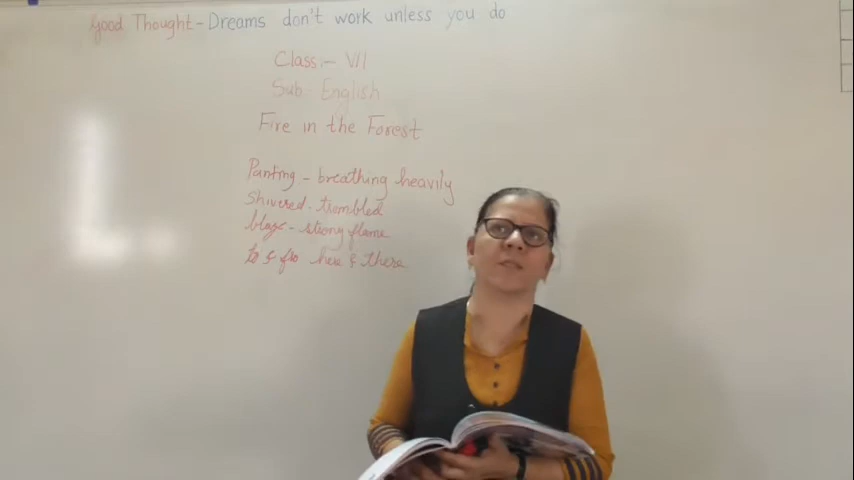 Good Thought - Dreams don't work unless you do
Class :- VII
Sub - English
Fire in the Forest
Panting - breathing heavily
Shivered - trembled
blaze - strong flame
to & fro here & there